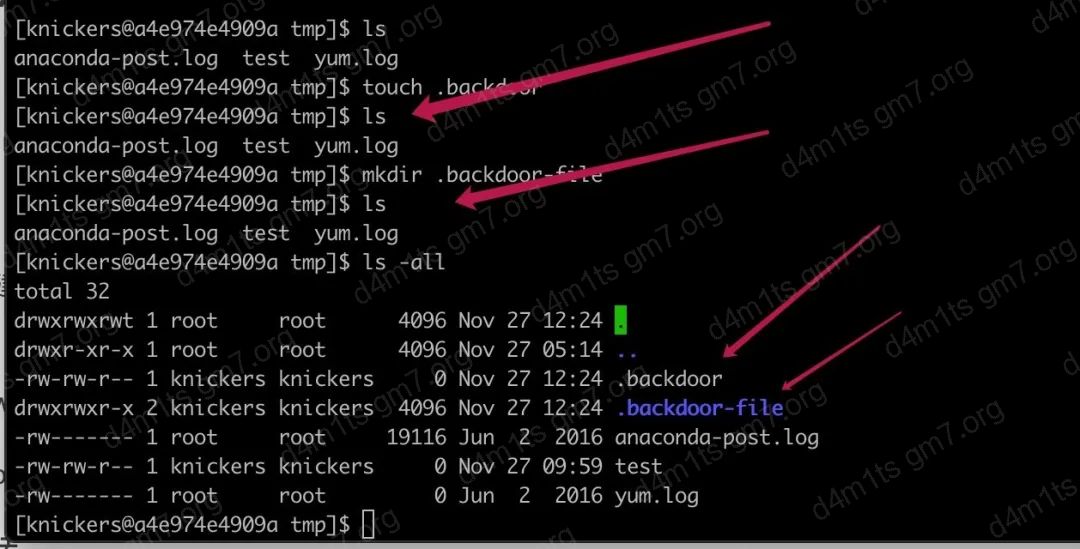 [knickers@a4e974e4909a tmp]$ ls
anaconda-post.log  test  yum.log
[knickers@a4e974e4909a tmp]$ touch .backdoor
[knickers@a4e974e4909a tmp]$ ls
anaconda-post.log  test  yum.log
[knickers@a4e974e4909a tmp]$ mkdir .backdoor-file
[knickers@a4e974e4909a tmp]$ ls
anaconda-post.log  test  yum.log
[knickers@a4e974e4909a tmp]$ ls -all
total 32
drwxrwxrwt 1 root     root      4096 Nov 27 12:24 .
drwxr-xr-x 1 root     root      4096 Nov 27 05:14 ..
-rw-rw-r-- 1 knickers knickers     0 Nov 27 12:24 .backdoor
drwxrwxr-x 2 knickers knickers  4096 Nov 27 12:24 .backdoor-file
-rw------- 1 root     root     19116 Jun  2  2016 anaconda-post.log
-rw-rw-r-- 1 knickers knickers     0 Nov 27 09:59 test
-rw------- 1 root     root         0 Jun  2  2016 yum.log
[knickers@a4e974e4909a tmp]$
d4m1ts gm7.org